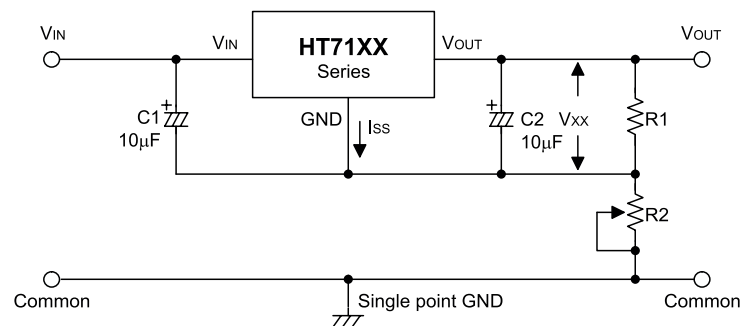 VIN
VIN
HT71XX
Series
VOUT
VOUT
C1
10μF
GND
ISS
C2
10μF
VXX
R1
R2
Common
Single point GND
Common